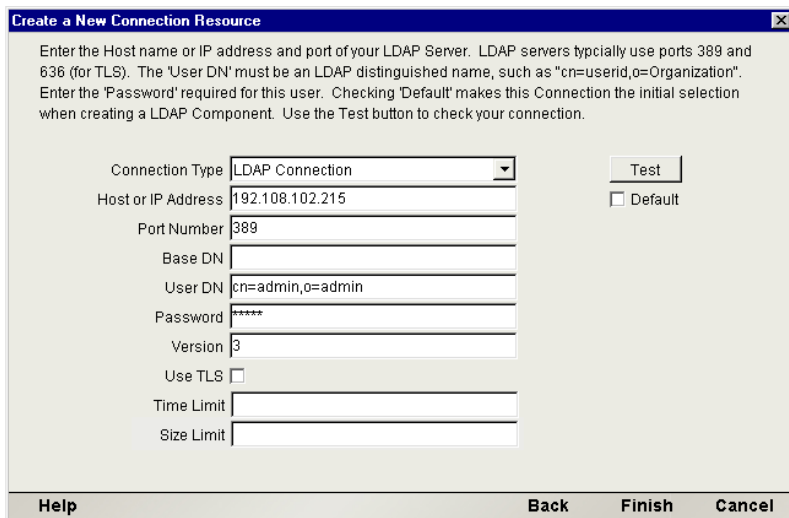 Create a New Connection Resource
Enter the Host name or IP address and port of your LDAP Server. LDAP servers typcially use ports 389 and
636 (for TLS). The 'User DN' must be an LDAP distinguished name, such as "cn=userid,o=Organization".
Enter the 'Password' required for this user. Checking 'Default' makes this Connection the initial selection
when creating a LDAP Component. Use the Test button to check your connection.
Connection Type LDAP Connection Test
Host or IP Address 192.108.102.215 Default
Port Number 389
Base DN
User DN cn=admin,o=admin
Password *****
Version 3
Use TLS
Time Limit
Size Limit
Help Back Finish Cancel